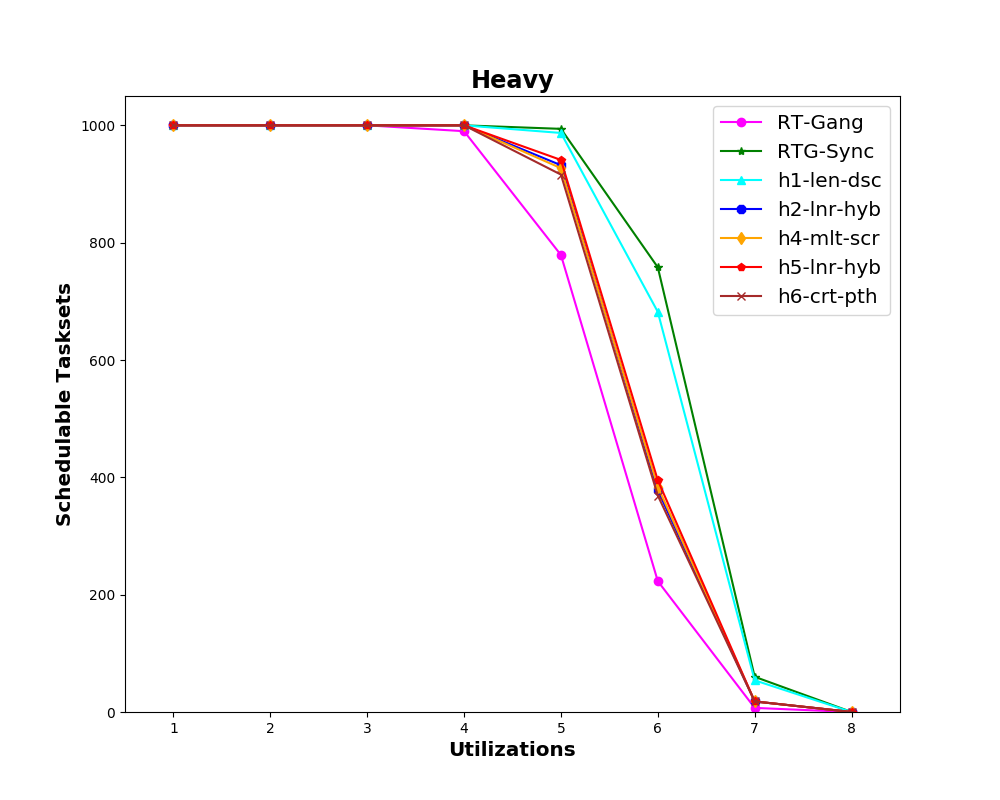 Heavy
Schedulable Tasksets
1000
800
600
400
200
0
1 2 3 4 5 6 7 8
Utilizations
RT-Gang
RTG-Sync
h1-len-dsc
h2-lnr-hyb
h4-mlt-scr
h5-lnr-hyb
h6-crt-pth